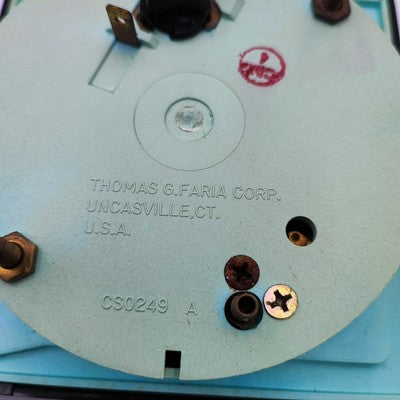 THOMAS G.FARIA CORP.
UNCASVILLE,CT.
U.S.A.
CS0249 A